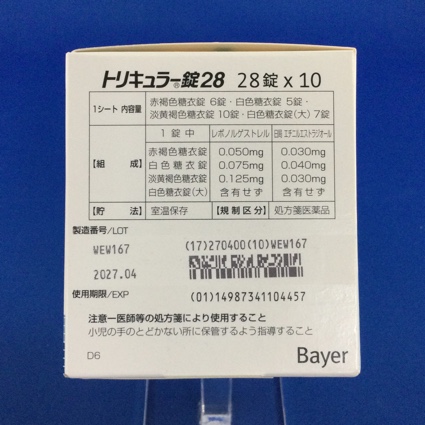 トリキュラー®錠28 28錠 x 10
1シート 内容量 赤褐色糖衣錠 6錠・白色糖衣錠 5錠・
淡黄褐色糖衣錠 10錠・白色糖衣錠(大) 7錠
【組成】 1 錠 中 レボノルゲストレル 日局 エチニルエストラジオール
赤褐色糖衣錠 0.050mg 0.030mg
白色糖衣錠 0.075mg 0.040mg
淡黄褐色糖衣錠 0.125mg 0.030mg
白色糖衣錠(大) 含有せず 含有せず
【貯法】 室温保存 【規制区分】 処方箋医薬品
製造番号/LOT
WEW167 (17)270400(10)WEW167
2027.04
使用期限/EXP (01)14987341104457
注意ー医師等の処方箋により使用すること
小児の手のとどかない所に保管するよう指導すること
D6 Bayer